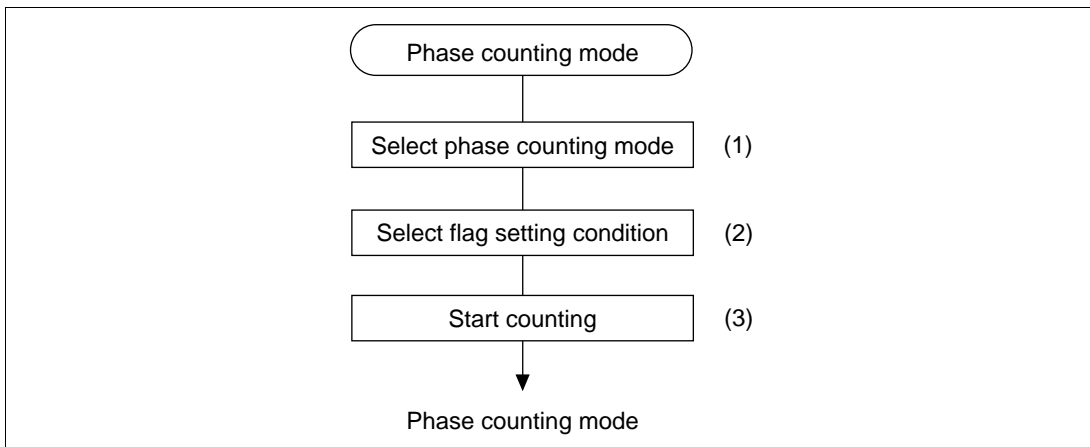 Phase counting mode
Select phase counting mode (1)
Select flag setting condition (2)
Start counting (3)
Phase counting mode